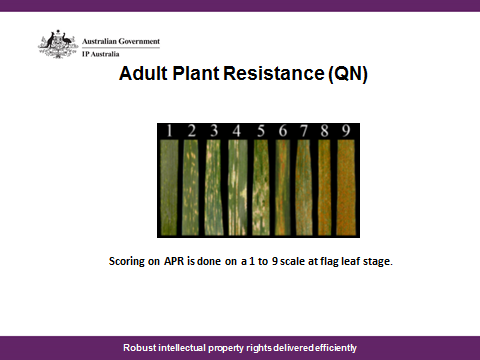 Australian Government
IP Australia
Adult Plant Resistance (QN)
1 2 3 4 5 6 7 8 9
Scoring on APR is done on a 1 to 9 scale at flag leaf stage.
Robust intellectual property rights delivered efficiently